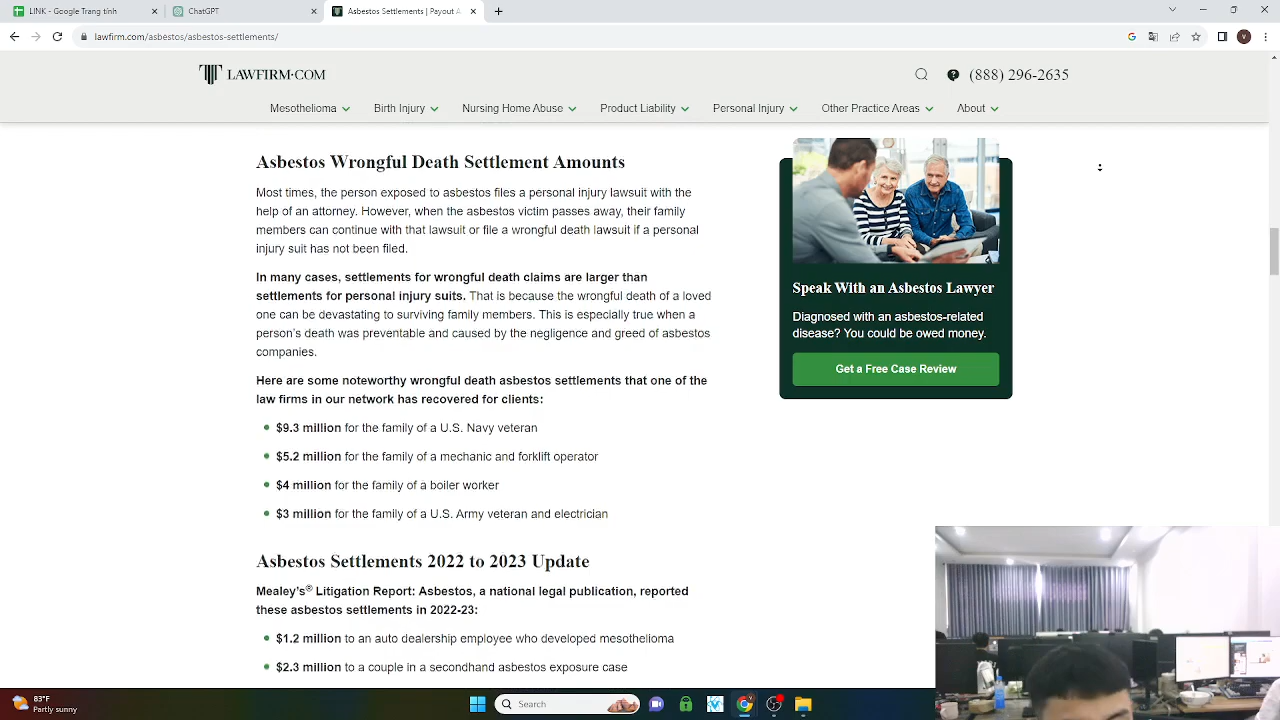 LINK - Google Trang tính
ChatGPT
Asbestos Settlements | Payout A
lawfirm.com/asbestos/asbestos-settlements/
V
LAWFIRM·COM
?
(888) 296-2635
Mesothelioma
Birth Injury
Nursing Home Abuse
Product Liability
Personal Injury
Other Practice Areas
About
Asbestos Wrongful Death Settlement Amounts
Most times, the person exposed to asbestos files a personal injury lawsuit with the
help of an attorney. However, when the asbestos victim passes away, their family
members can continue with that lawsuit or file a wrongful death lawsuit if a personal
injury suit has not been filed.
In many cases, settlements for wrongful death claims are larger than
settlements for personal injury suits. That is because the wrongful death of a loved
one can be devastating to surviving family members. This is especially true when a
person's death was preventable and caused by the negligence and greed of asbestos
companies.
Here are some noteworthy wrongful death asbestos settlements that one of the
law firms in our network has recovered for clients:
$9.3 million for the family of a U.S. Navy veteran
$5.2 million for the family of a mechanic and forklift operator
$4 million for the family of a boiler worker
$3 million for the family of a U.S. Army veteran and electrician
Asbestos Settlements 2022 to 2023 Update
Mealey's® Litigation Report: Asbestos, a national legal publication, reported
these asbestos settlements in 2022-23:
$1.2 million to an auto dealership employee who developed mesothelioma
$2.3 million to a couple in a secondhand asbestos exposure case
Speak With an Asbestos Lawyer
Diagnosed with an asbestos-related
disease? You could be owed money.
Get a Free Case Review
83°F
Partly sunny
Search